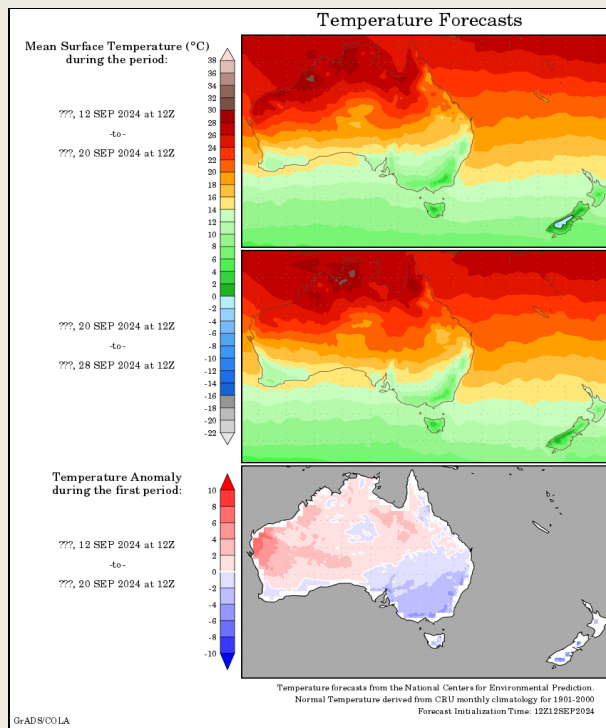 Temperature Forecasts
Mean Surface Temperature (°C)
during the period:
???, 12 SEP 2024 at 12Z
-to-
???, 20 SEP 2024 at 12Z
38
36
34
32
30
28
26
24
22
20
18
16
14
12
10
8
6
4
2
0
-2
-4
-6
-8
-10
-12
-14
-16
-18
-20
-22
???, 20 SEP 2024 at 12Z
-to-
???, 28 SEP 2024 at 12Z
Temperature Anomaly
during the first period:
???, 12 SEP 2024 at 12Z
-to-
???, 20 SEP 2024 at 12Z
10
8
6
4
2
0
-2
-4
-6
-8
-10
Temperature forecasts from the National Centers for Environmental Prediction.
Normal Temperature derived from CRU monthly climatology for 1901-2000
Forecast Initialization Time: 12Z12SEP2024
GrADS/COLA